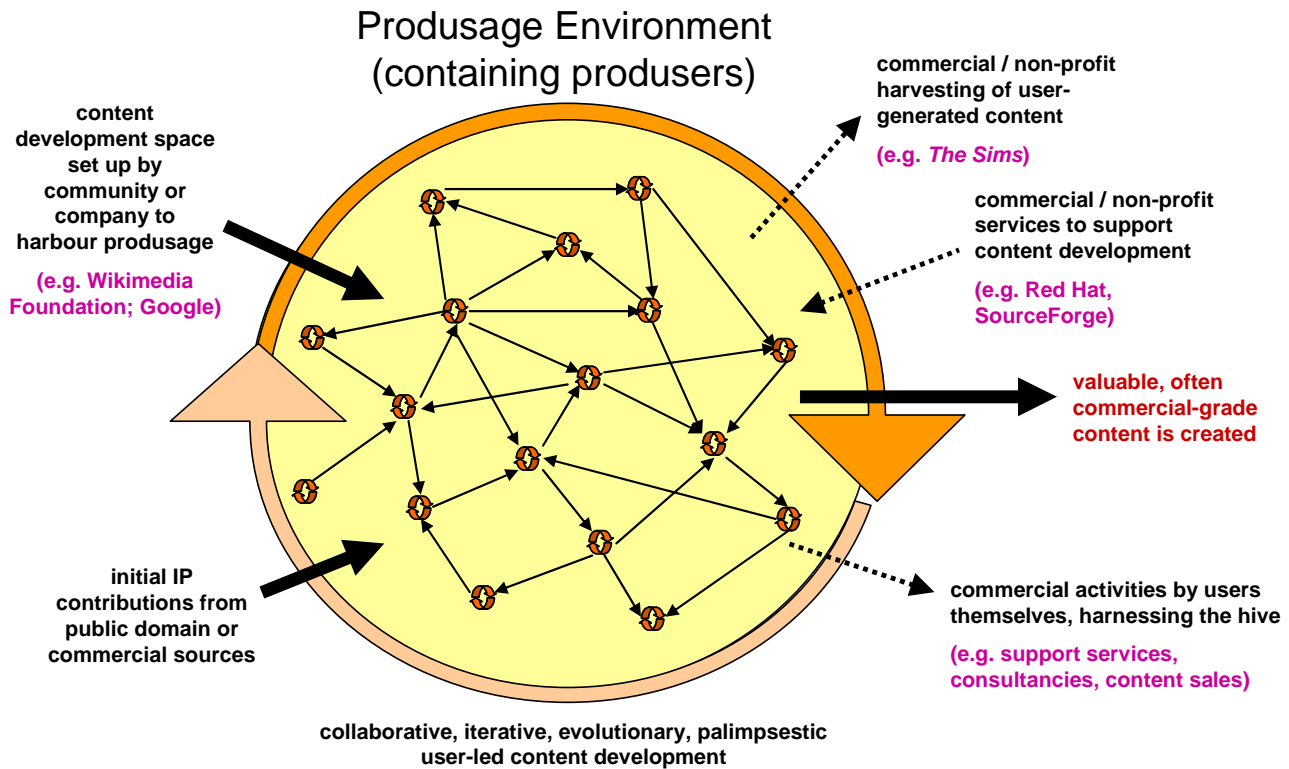 Produsage Environment
(containing produsers)
content
development space
set up by
community or
company to
harbour produsage
(e.g. Wikimedia
Foundation; Google)
commercial / non-profit
harvesting of user-
generated content
(e.g. The Sims)
commercial / non-profit
services to support
content development
(e.g. Red Hat,
SourceForge)
valuable, often
commercial-grade
content is created
initial IP
contributions from
public domain or
commercial sources
commercial activities by users
themselves, harnessing the hive
(e.g. support services,
consultancies, content sales)
collaborative, iterative, evolutionary, palimpsestic
user-led content development